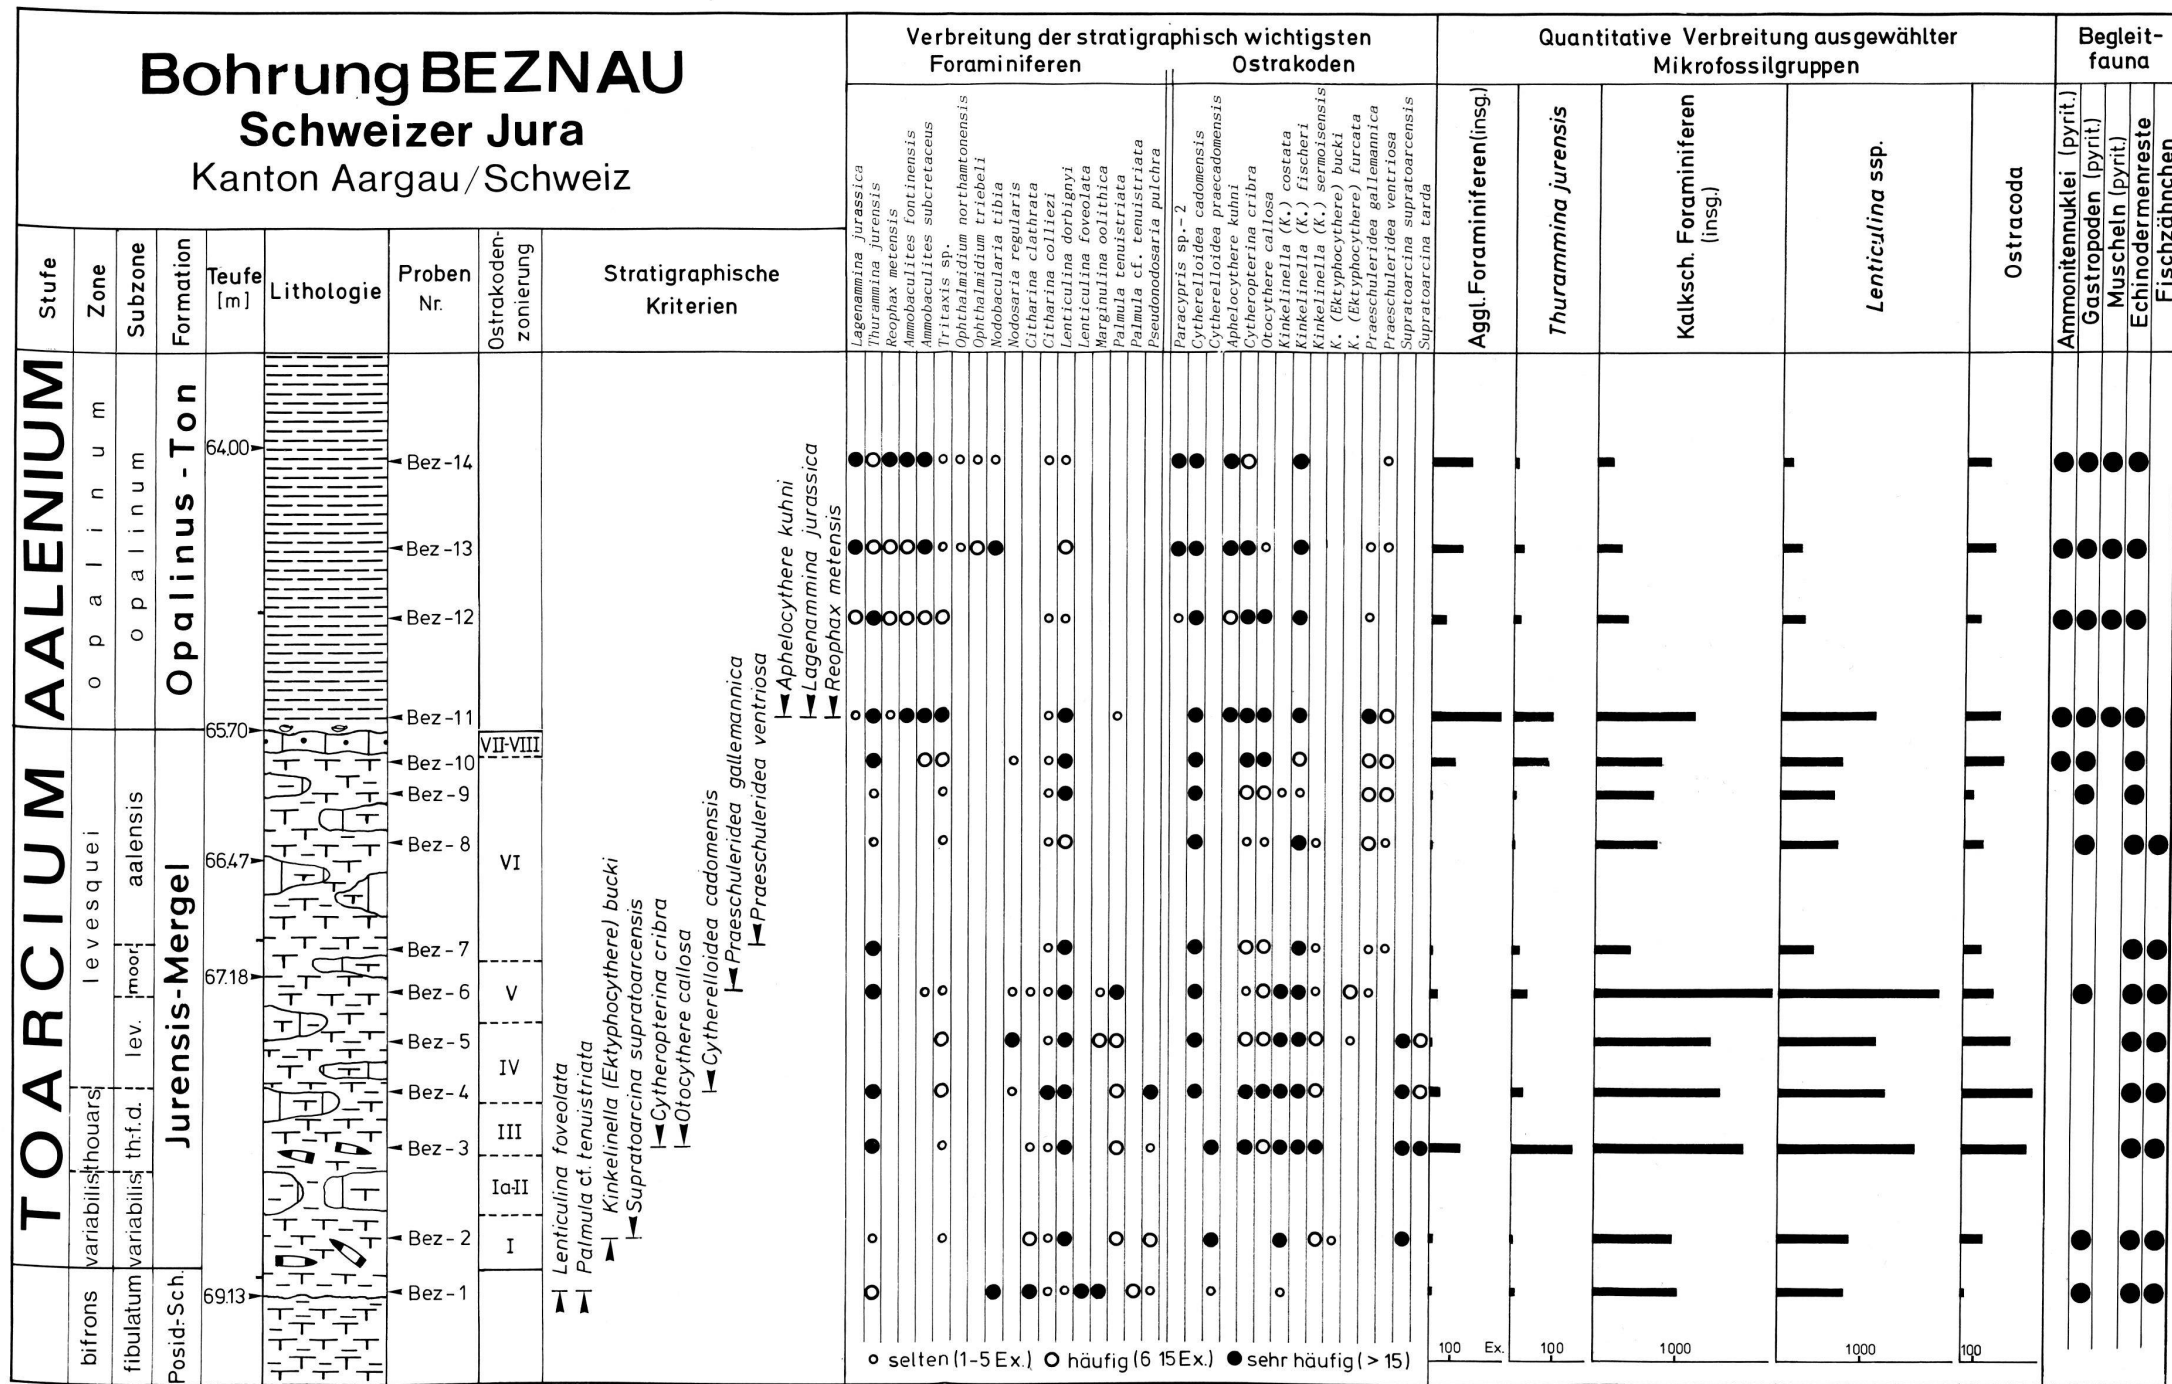 Bohrung BEZNAU
Schweizer Jura
Kanton Aargau/Schweiz
Verbreitung der stratigraphisch wichtigsten
Foraminiferen
Ostrakoden
Quantitative Verbreitung ausgewählter
Mikrofossilgruppen
Begleit-
fauna
Stufe
Zone
Subzone
Formation
Teufe
[m]
Lithologie
Proben
Nr.
Ostrakoden-
zonierung
Stratigraphische
Kriterien
Lagenammina jurassica
Thurammina jurensis
Reophax metensis
Ammobaculites fontinensis
Ammobaculites subcretaceus
Tritaxis sp.
Ophthalmidium northamtonensis
Ophthalmidium triebeli
Nodobacularia tibia
Nodosaria regularis
Citharina clathrata
Citharina colliezi
Lenticulina dorbignyi
Lenticulina foveolata
Marginulina oolithica
Palmula tenuistriata
Palmula cf. tenuistriata
Pseudonodosaria pulchra
Paracypris sp.-2
Cytherelloidea cadomensis
Cytherelloidea praecadomensis
Aphelocythere kuhni
Cytheropterina cribra
Otocythere callosa
Kinkelinella (K.) costata
Kinkelinella (K.) fischeri
Kinkelinella (K.) sermoisensis
K. (Ektyphocythere) bucki
K. (Ektyphocythere) furcata
Praeschuleridea gallemannica
Praeschuleridea ventriosa
Supratoarcina supratoarcensis
Supratoarcina tarda
Aggl. Foraminiferen(insg.)
Thurammina jurensis
Kalksch. Foraminiferen
(insg.)
Lenticulina ssp.
Ostracoda
Ammonitennuklei (pyrit.)
Gastropoden (pyrit.)
Muscheln (pyrit.)
Echinodermenreste
Fischzähnchen
AALENIUM
opalinum
opalinum
Opalinus-Ton
TOARCIUM
levesquei
aalensis
moor.
lev.
thouars
th:f.d.
variabilis
variabilis
bifrons
fibulatum
Jurensis-Mergel
Posid.-Sch.
64.00
65.70
66.47
67.18
69.13
Bez-14
Bez-13
Bez-12
Bez-11
Bez-10
Bez-9
Bez-8
Bez-7
Bez-6
Bez-5
Bez-4
Bez-3
Bez-2
Bez-1
VII-VIII
VI
V
IV
III
Ia-II
I
Lenticulina foveolata
Palmula cf. tenuistriata
Kinkelinella (Ektyphocythere) bucki
Supratoarcina supratoarcensis
Cytheropterina cribra
Otocythere callosa
Cytherelloidea cadomensis
Praeschuleridea gallemannica
Praeschuleridea ventriosa
Aphelocythere kuhni
Lagenammina jurassica
Reophax metensis
selten (1-5 Ex.) häufig (6 15 Ex.) sehr häufig (> 15)
100 Ex.
100
1000
1000
100